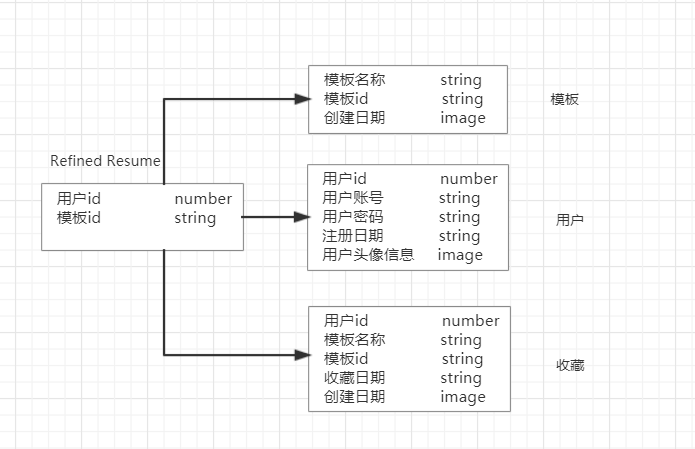 模板名称 string
模板id string
创建日期 image
模板
Refined Resume
用户id number
模板id string
用户id number
用户账号 string
用户密码 string
注册日期 string
用户头像信息 image
用户
用户id number
模板名称 string
模板id string
收藏日期 string
创建日期 image
收藏